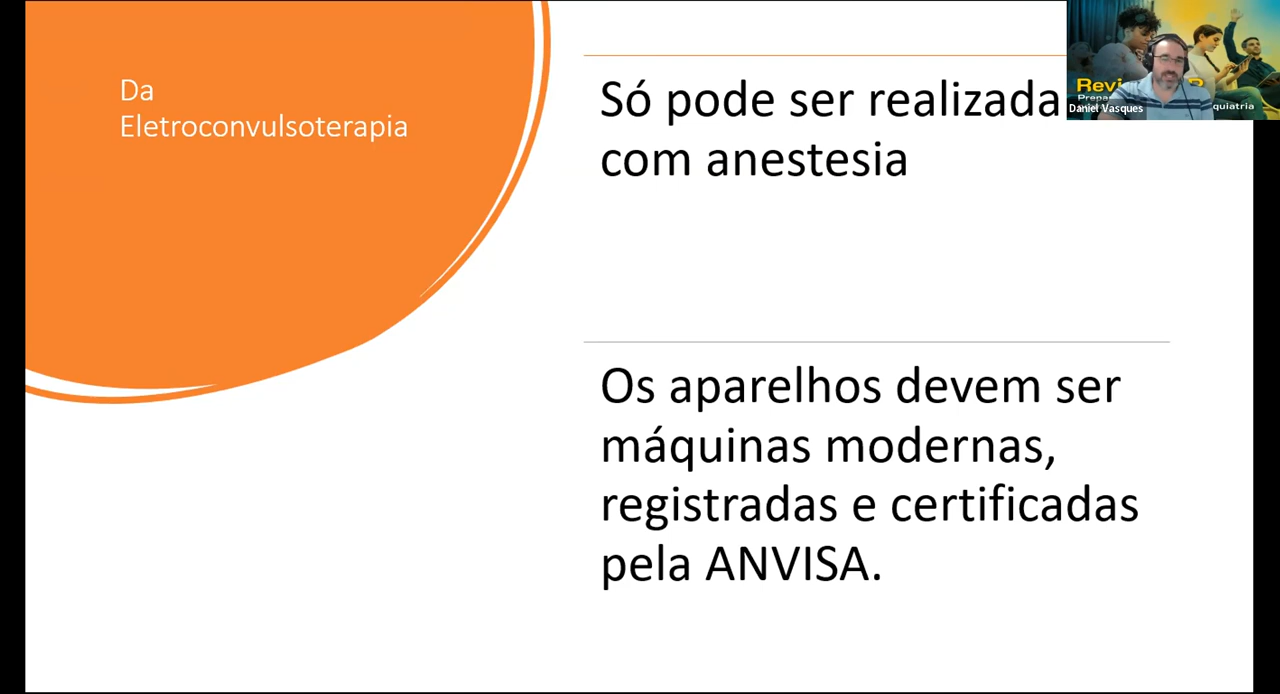 Da
Eletroconvulsoterapia
Só pode ser realizada
com anestesia
Os aparelhos devem ser
máquinas modernas,
registradas e certificadas
pela ANVISA.
Daniel Vasques